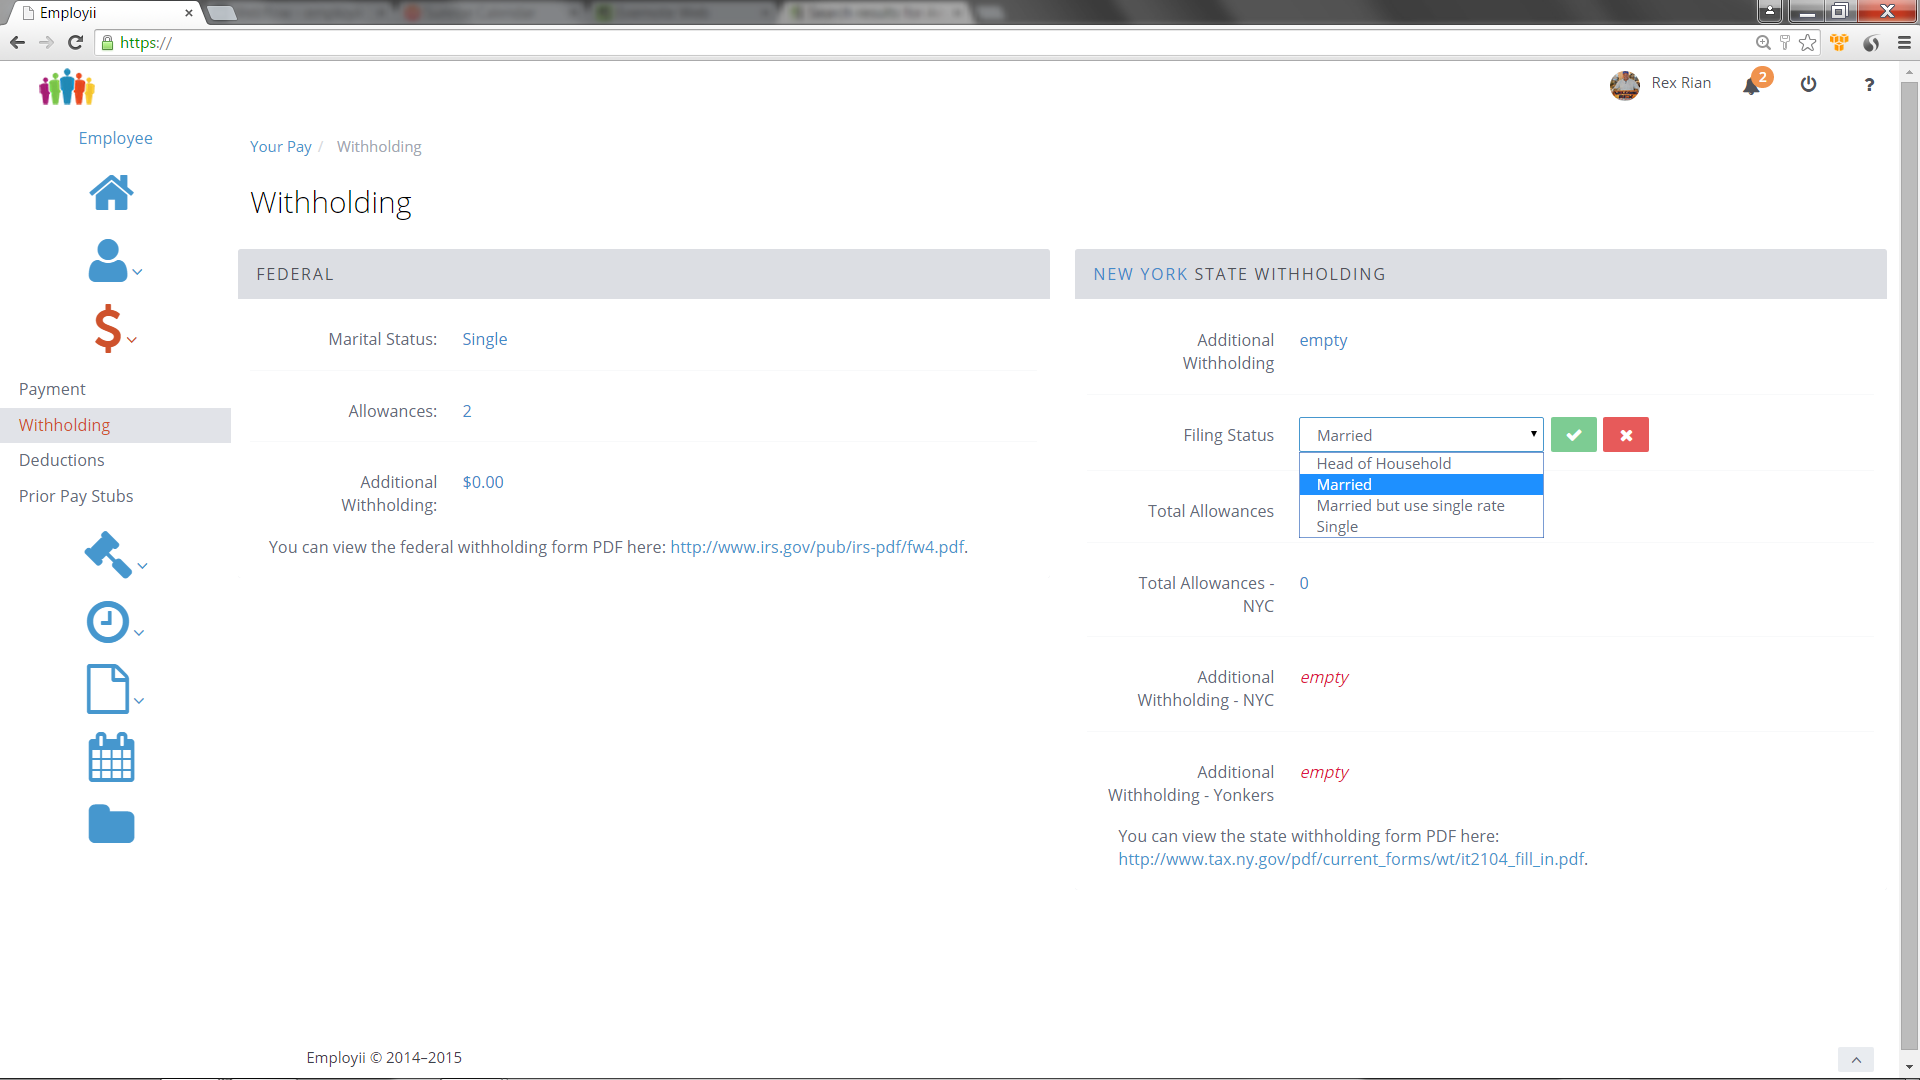 Employii
https://
Rex Rian
2
?
Employee
Your Pay / Withholding
Withholding
FEDERAL
Marital Status: Single
Allowances: 2
Additional
Withholding:
$0.00
You can view the federal withholding form PDF here: http://www.irs.gov/pub/irs-pdf/fw4.pdf.
NEW YORK STATE WITHHOLDING
Additional
Withholding
empty
Filing Status
Married
Head of Household
Married
Married but use single rate
Single
Total Allowances
Total Allowances -
NYC
0
Additional
Withholding - NYC
empty
Additional
Withholding - Yonkers
empty
You can view the state withholding form PDF here:
http://www.tax.ny.gov/pdf/current_forms/wt/it2104_fill_in.pdf.
Payment
Withholding
Deductions
Prior Pay Stubs
Employii © 2014–2015